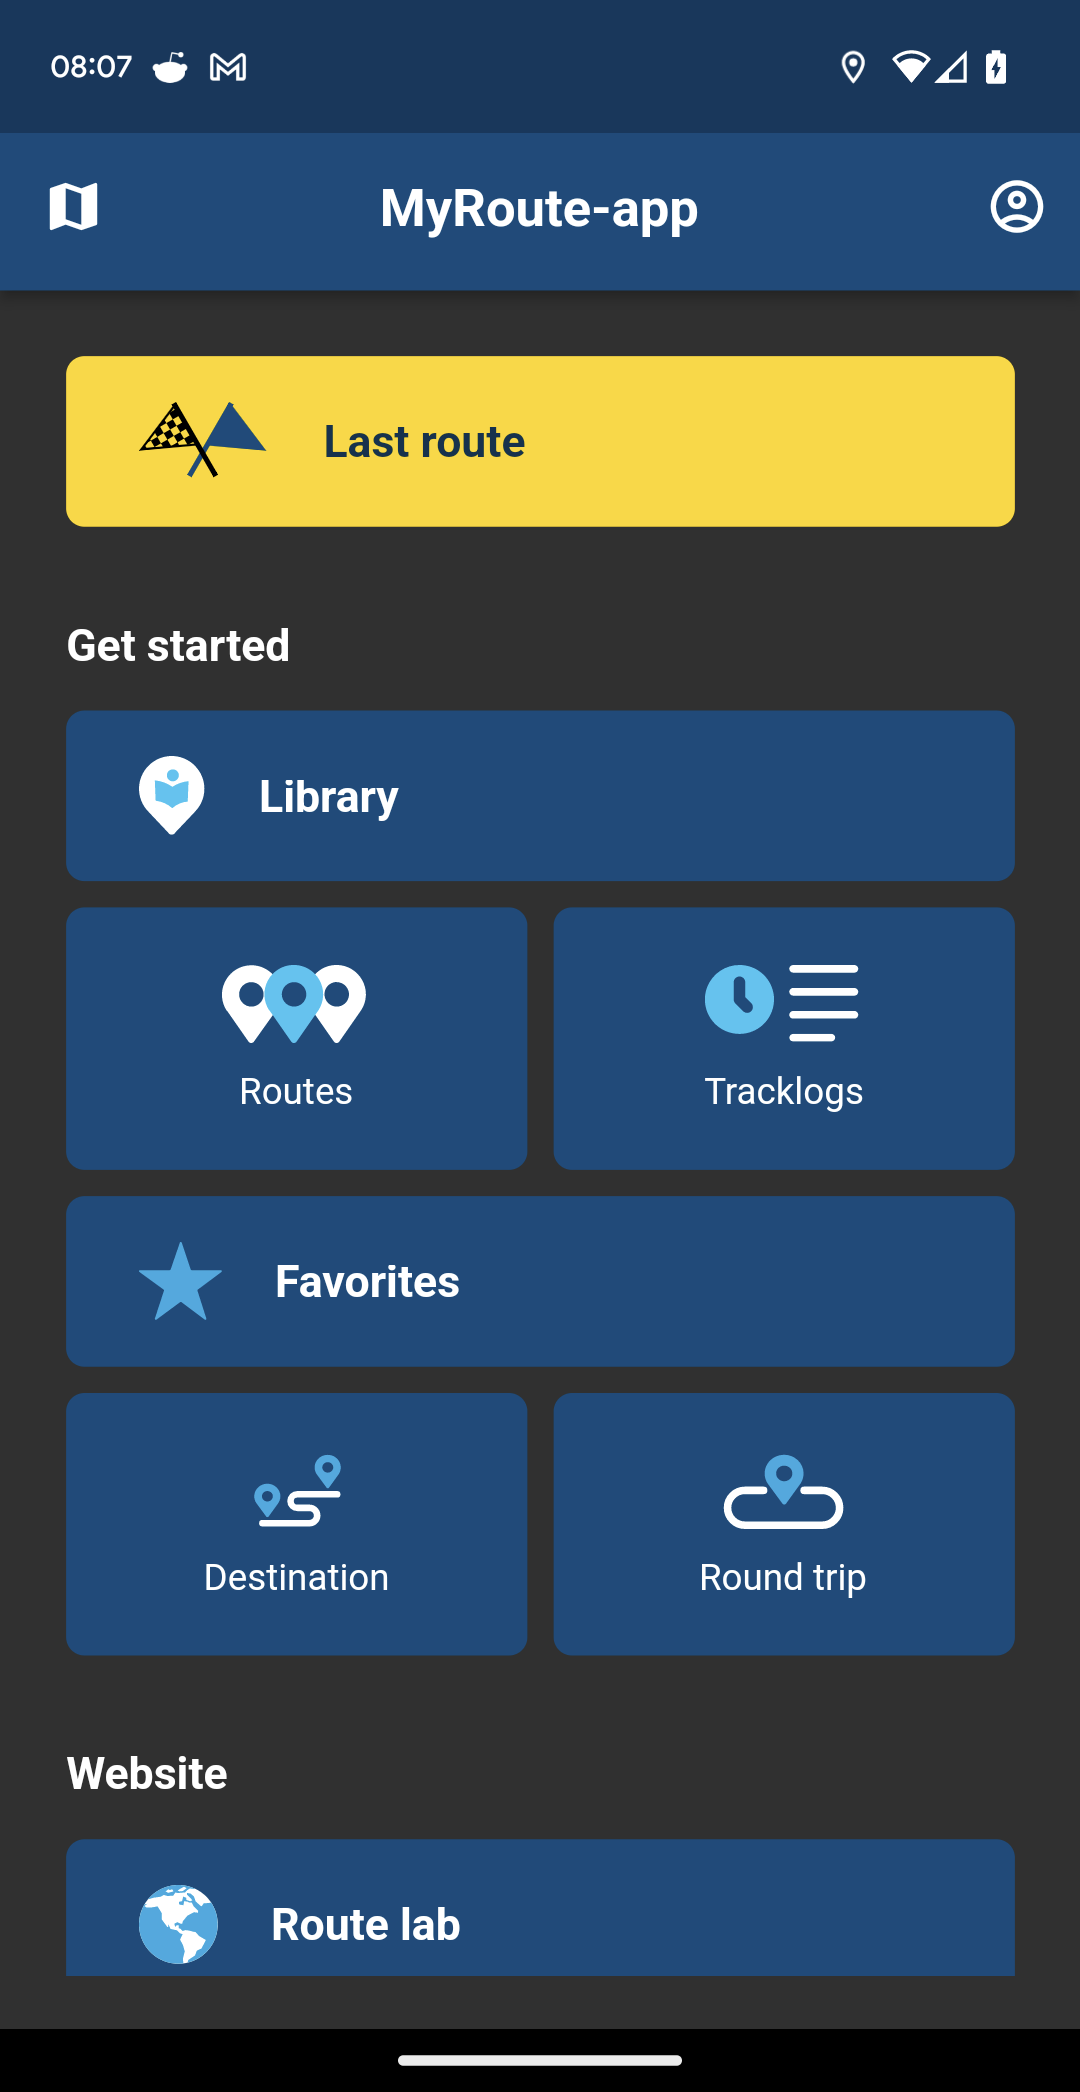 08:07
MyRoute-app
Last route
Get started
Library
Routes
Tracklogs
Favorites
Destination
Round trip
Website
Route lab